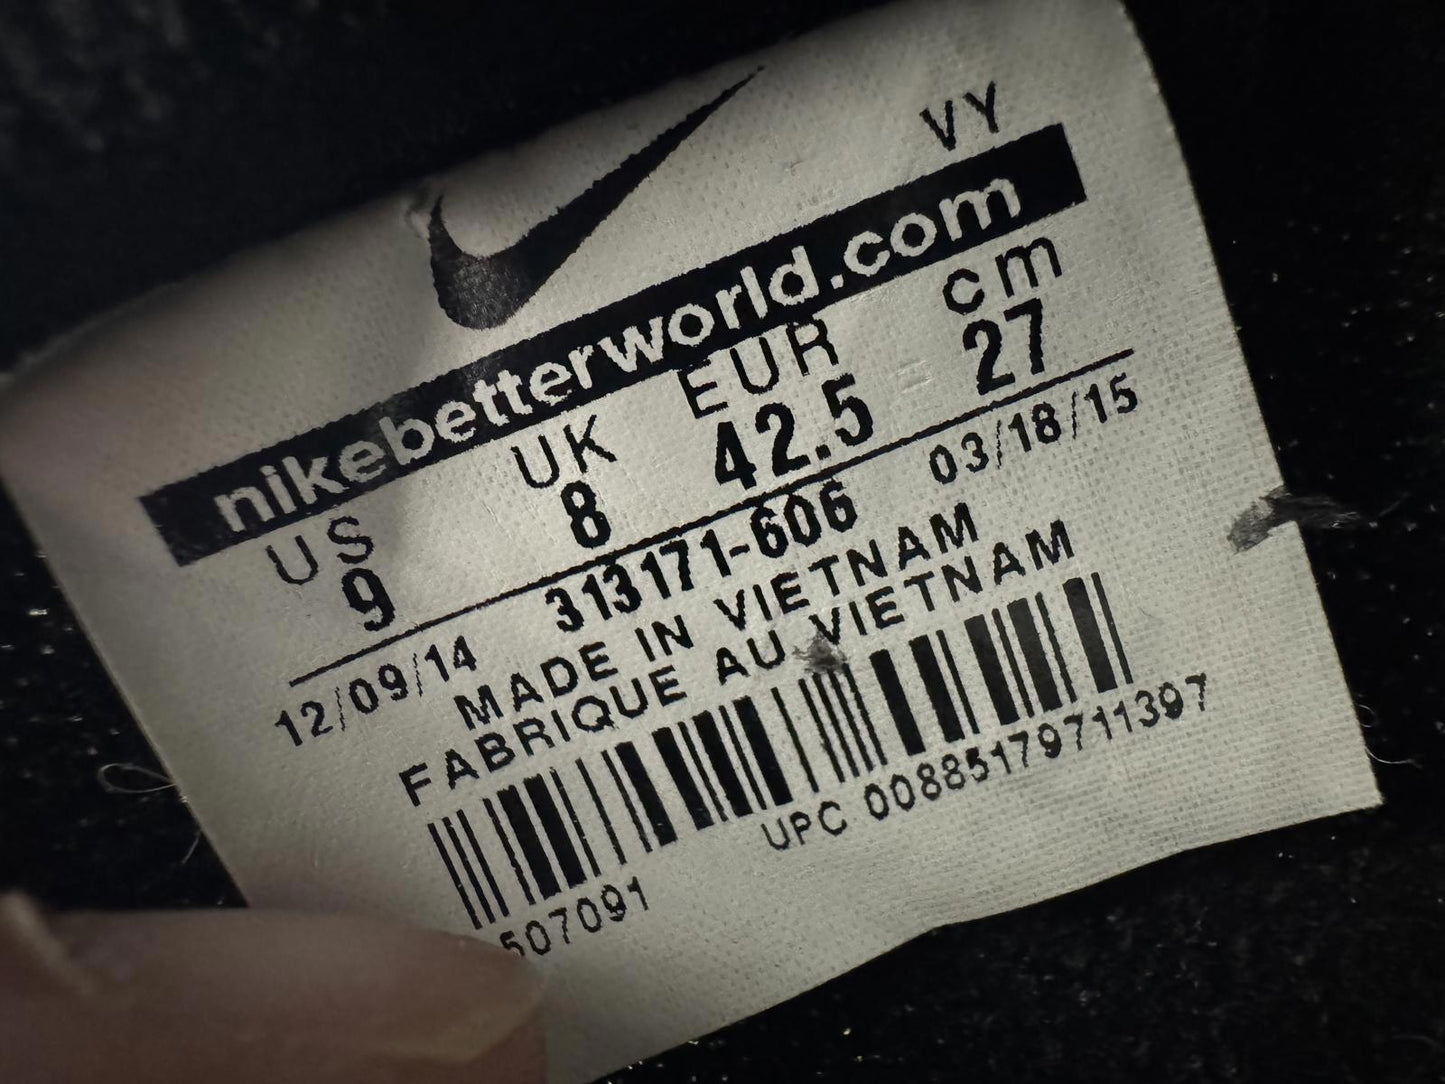 VY
nikebetterworld.com
US UK EUR cm
9 8 42.5 27
12/09/14 313171-606 03/18/15
MADE IN VIETNAM
FABRIQUE AU VIETNAM
UPC 00885179711397
507091